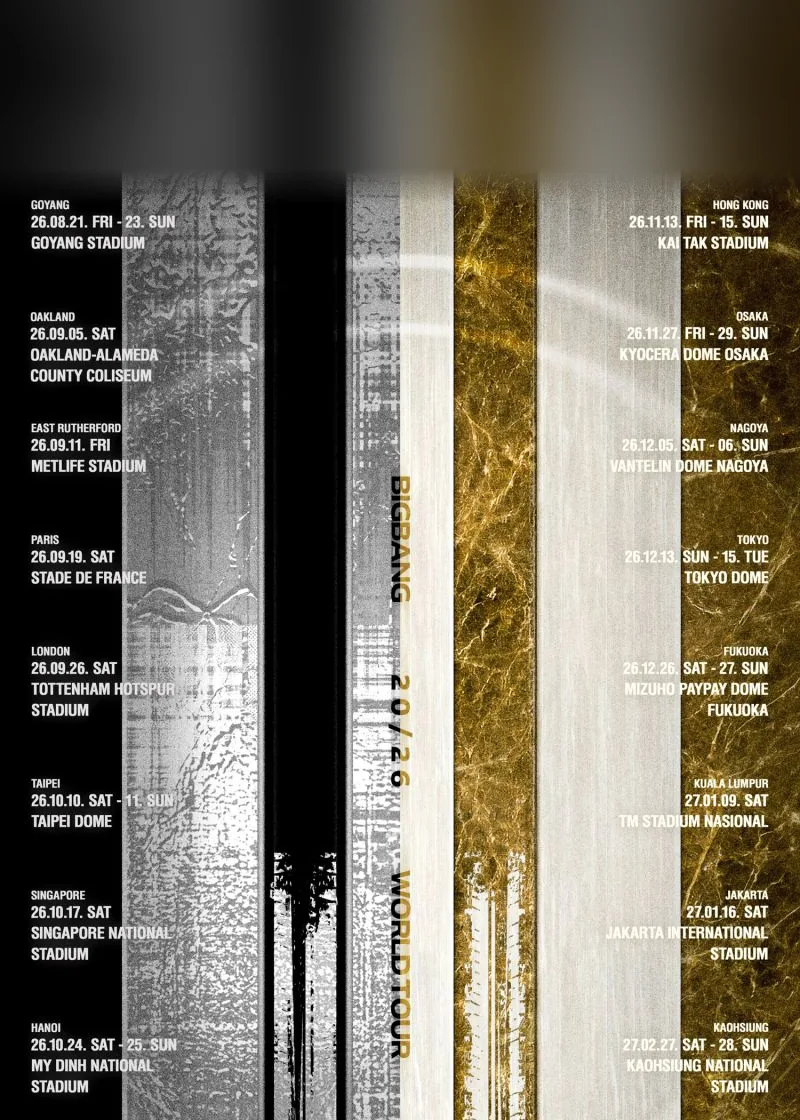 GOYANG
26.08.21. FRI - 23. SUN
GOYANG STADIUM
OAKLAND
26.09.05. SAT
OAKLAND-ALAMEDA
COUNTY COLISEUM
EAST RUTHERFORD
26.09.11. FRI
METLIFE STADIUM
PARIS
26.09.19. SAT
STADE DE FRANCE
LONDON
26.09.26. SAT
TOTTENHAM HOTSPUR
STADIUM
TAIPEI
26.10.10. SAT - 11. SUN
TAIPEI DOME
SINGAPORE
26.10.17. SAT
SINGAPORE NATIONAL
STADIUM
HANOI
26.10.24. SAT - 25. SUN
MY DINH NATIONAL
STADIUM
BIGBANG 20/26 WORLD TOUR
HONG KONG
26.11.13. FRI - 15. SUN
KAI TAK STADIUM
OSAKA
26.11.27. FRI - 29. SUN
KYOCERA DOME OSAKA
NAGOYA
26.12.05. SAT - 06. SUN
VANTELIN DOME NAGOYA
TOKYO
26.12.13. SUN - 15. TUE
TOKYO DOME
FUKUOKA
26.12.26. SAT - 27. SUN
MIZUHO PAYPAY DOME
FUKUOKA
KUALA LUMPUR
27.01.09. SAT
TM STADIUM NASIONAL
JAKARTA
27.01.16. SAT
JAKARTA INTERNATIONAL
STADIUM
KAOHSIUNG
27.02.27. SAT - 28. SUN
KAOHSIUNG NATIONAL
STADIUM